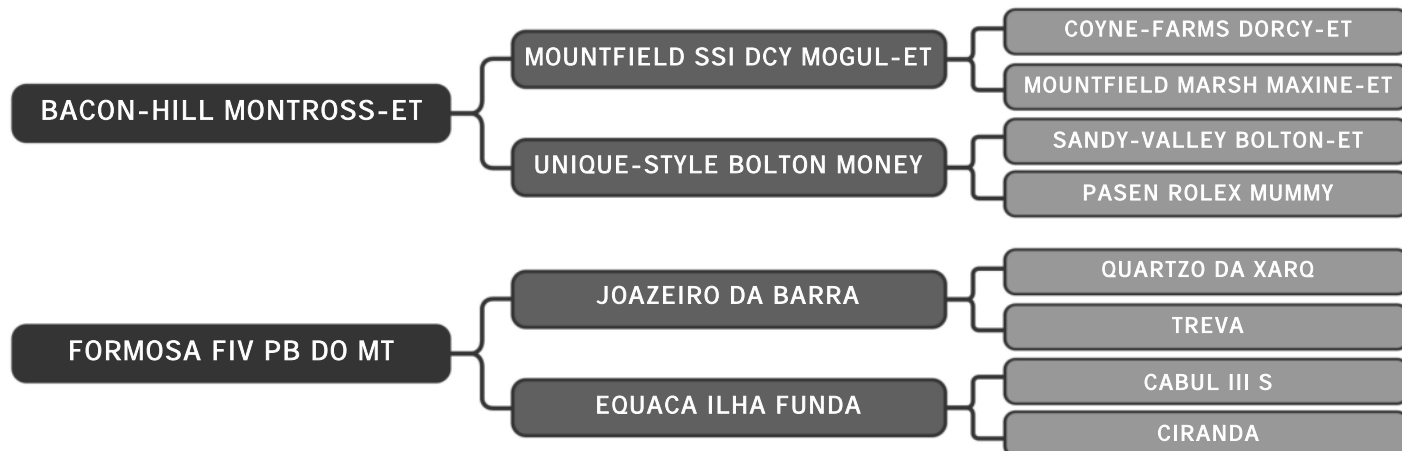 BACON-HILL MONTROSS-ET
MOUNTFIELD SSI DCY MOGUL-ET
COYNE-FARMS DORCY-ET
MOUNTFIELD MARSH MAXINE-ET
UNIQUE-STYLE BOLTON MONEY
SANDY-VALLEY BOLTON-ET
PASEN ROLEX MUMMY
FORMOSA FIV PB DO MT
JOAZEIRO DA BARRA
QUARTZO DA XARQ
TREVA
EQUACA ILHA FUNDA
CABUL III S
CIRANDA